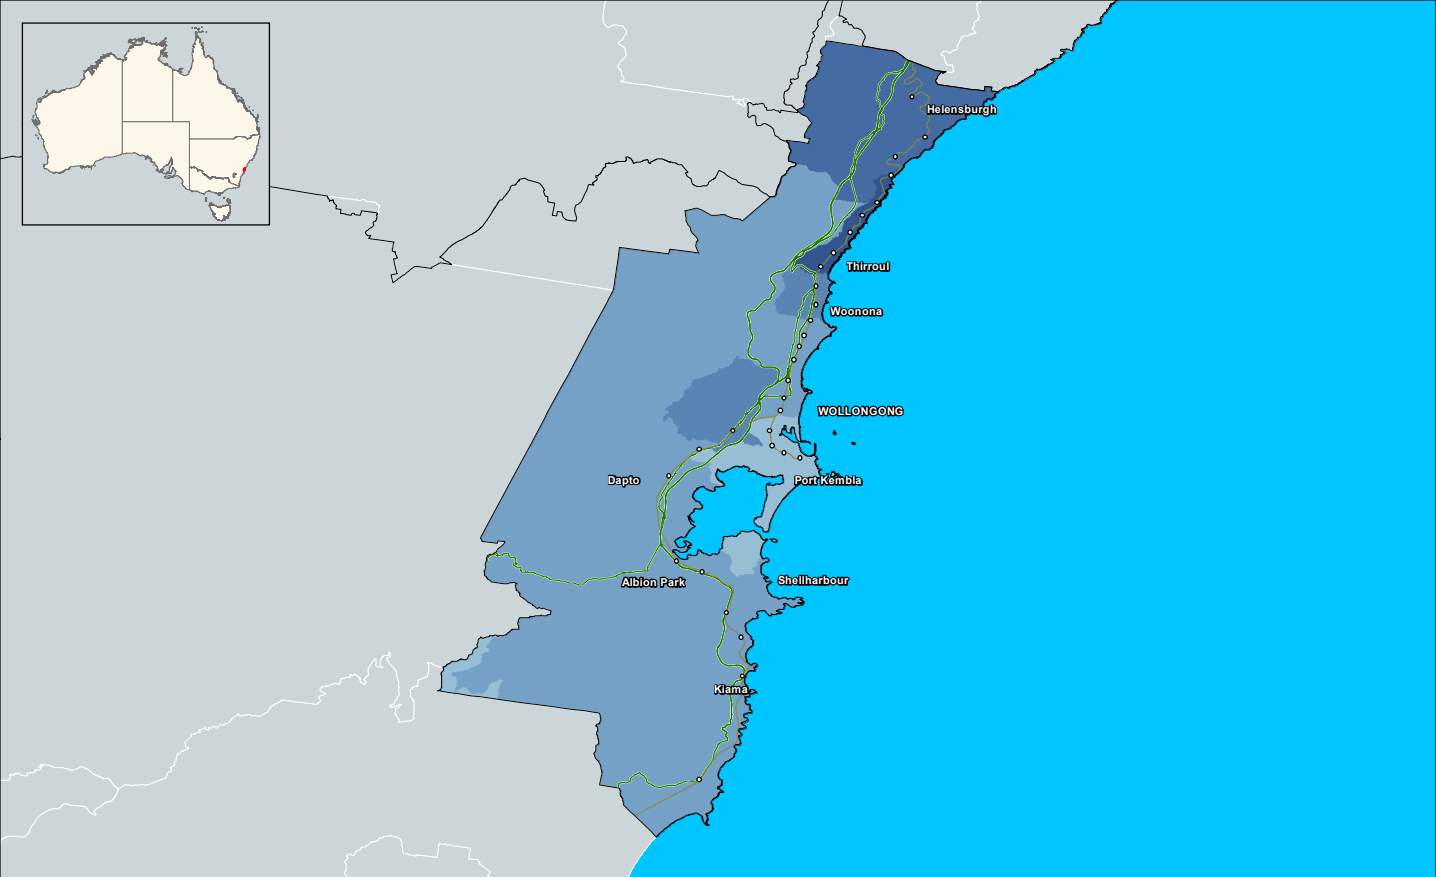 Helensburgh
Thirroul
Woonona
WOLLONGONG
Dapto
Port Kembla
Albion Park
Shellharbour
Kiama